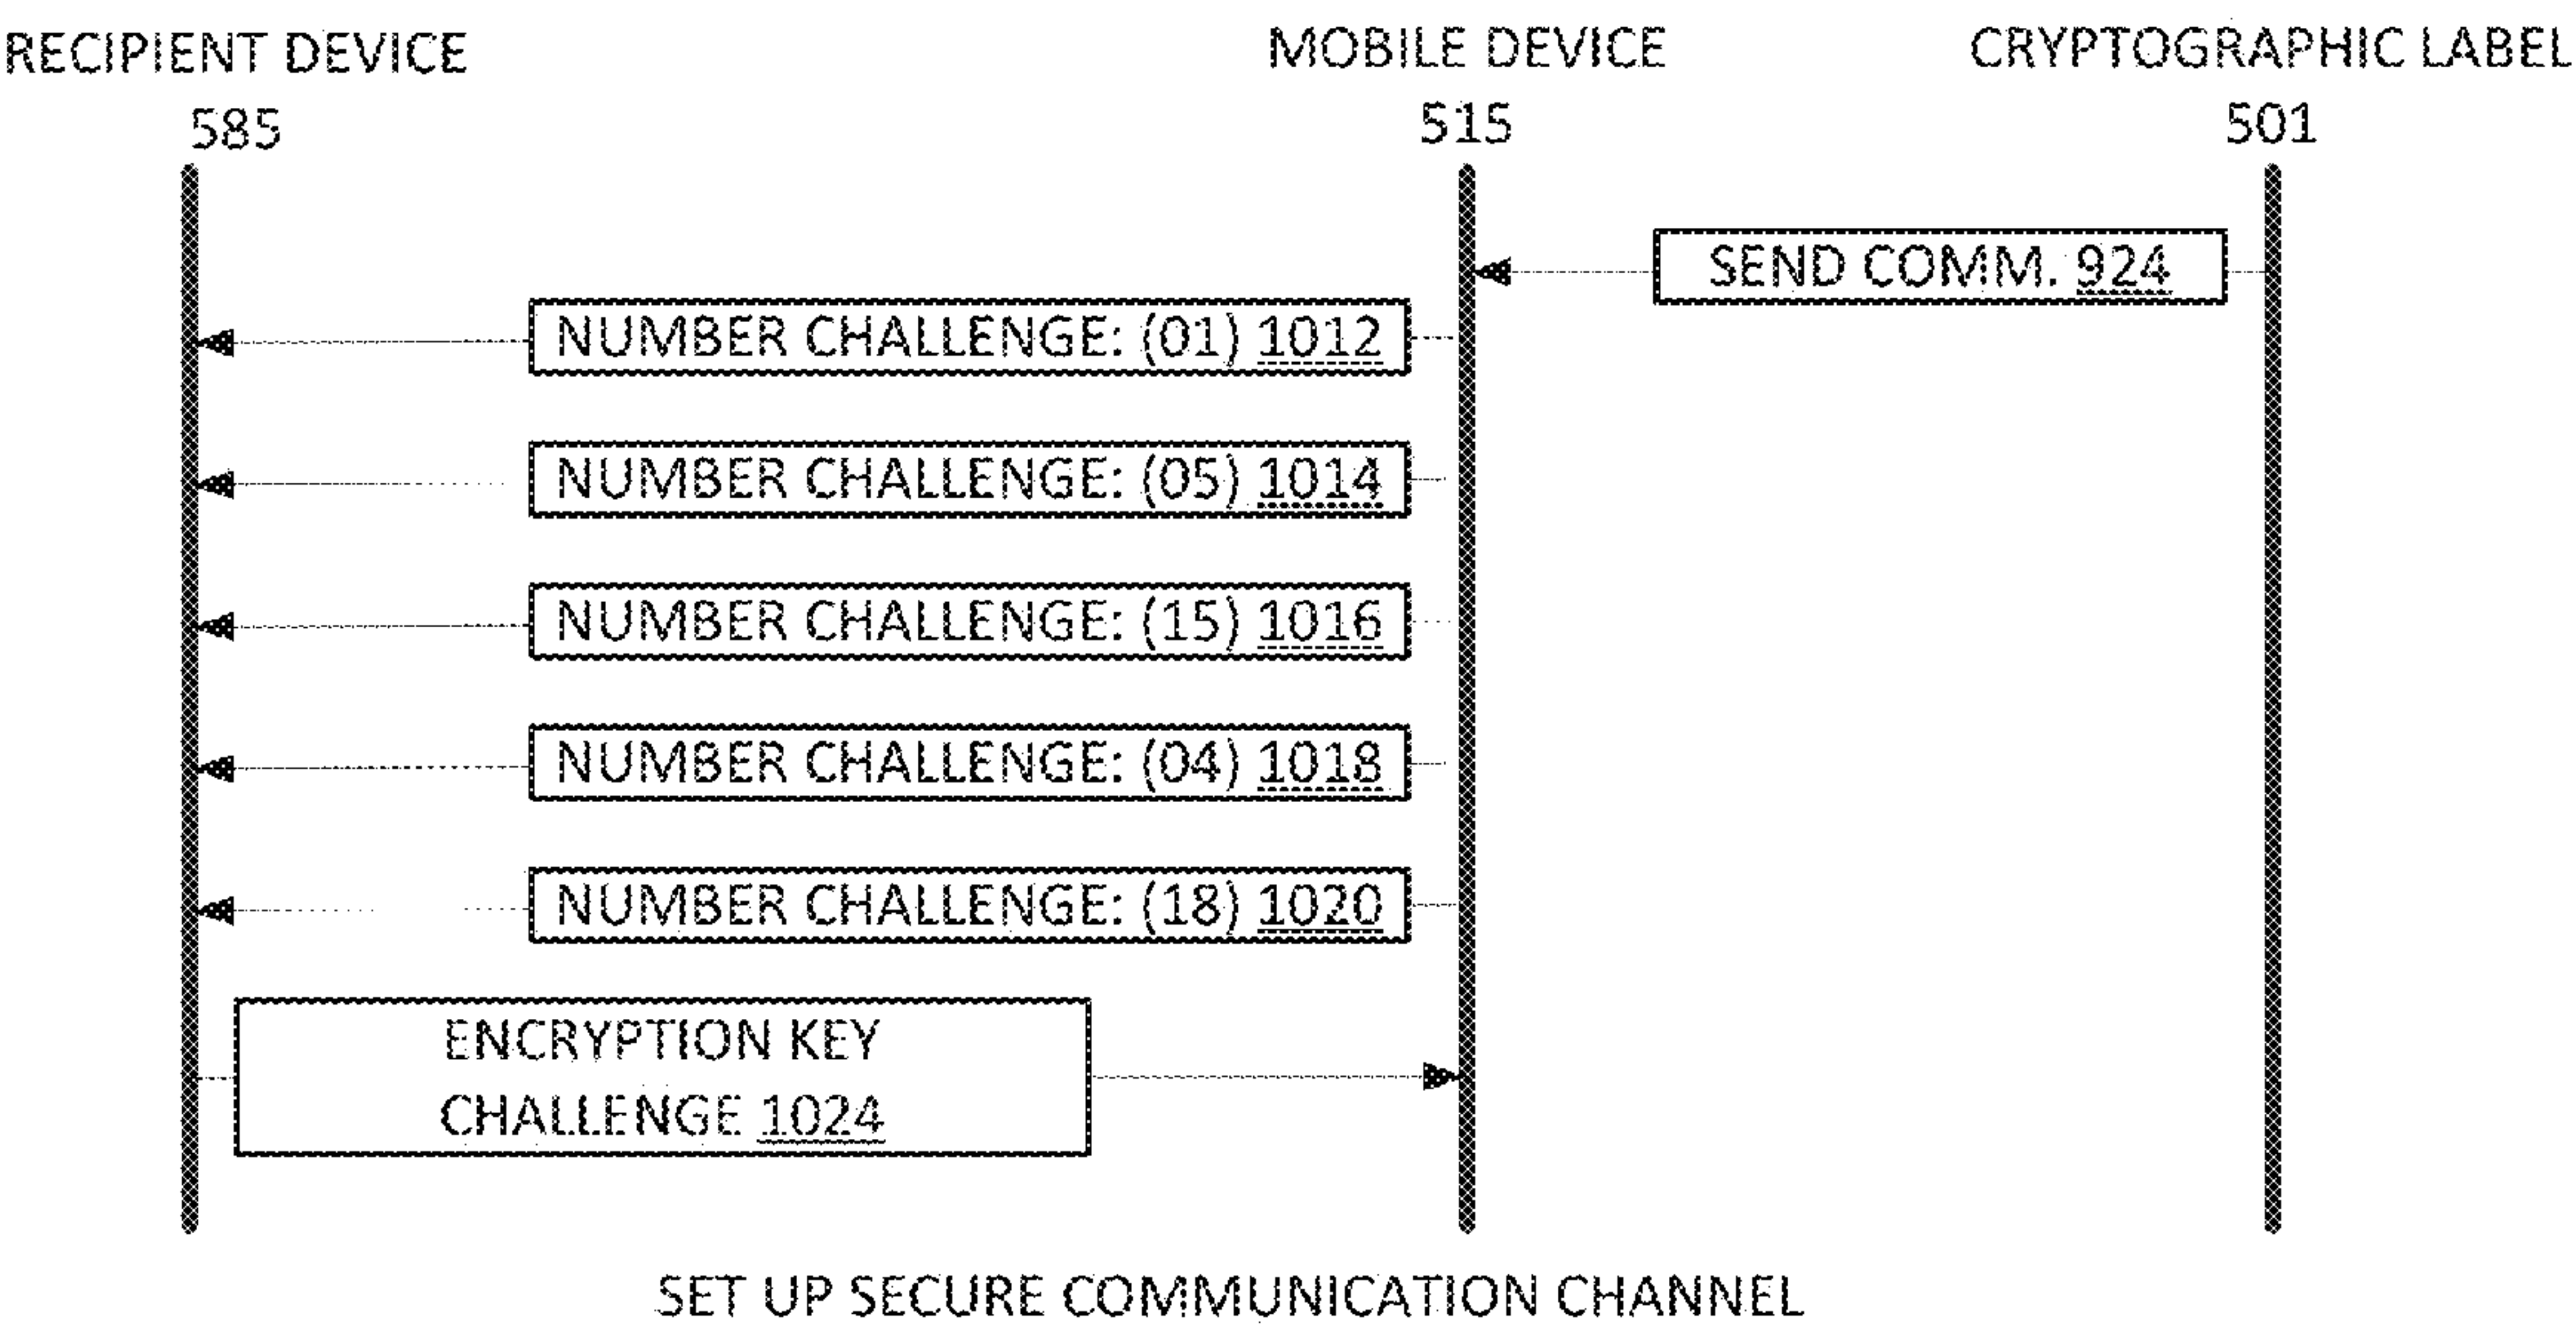 RECIPIENT DEVICE
585
MOBILE DEVICE
515
CRYPTOGRAPHIC LABEL
501
SEND COMM. 924
NUMBER CHALLENGE: (01) 1012
NUMBER CHALLENGE: (05) 1014
NUMBER CHALLENGE: (15) 1016
NUMBER CHALLENGE: (04) 1018
NUMBER CHALLENGE: (18) 1020
ENCRYPTION KEY
CHALLENGE 1024
SET UP SECURE COMMUNICATION CHANNEL